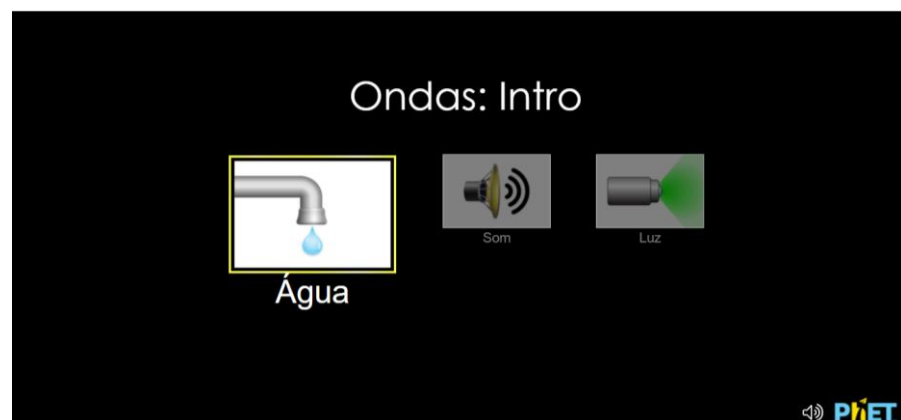 Ondas: Intro
Água
Som
Luz
PhET